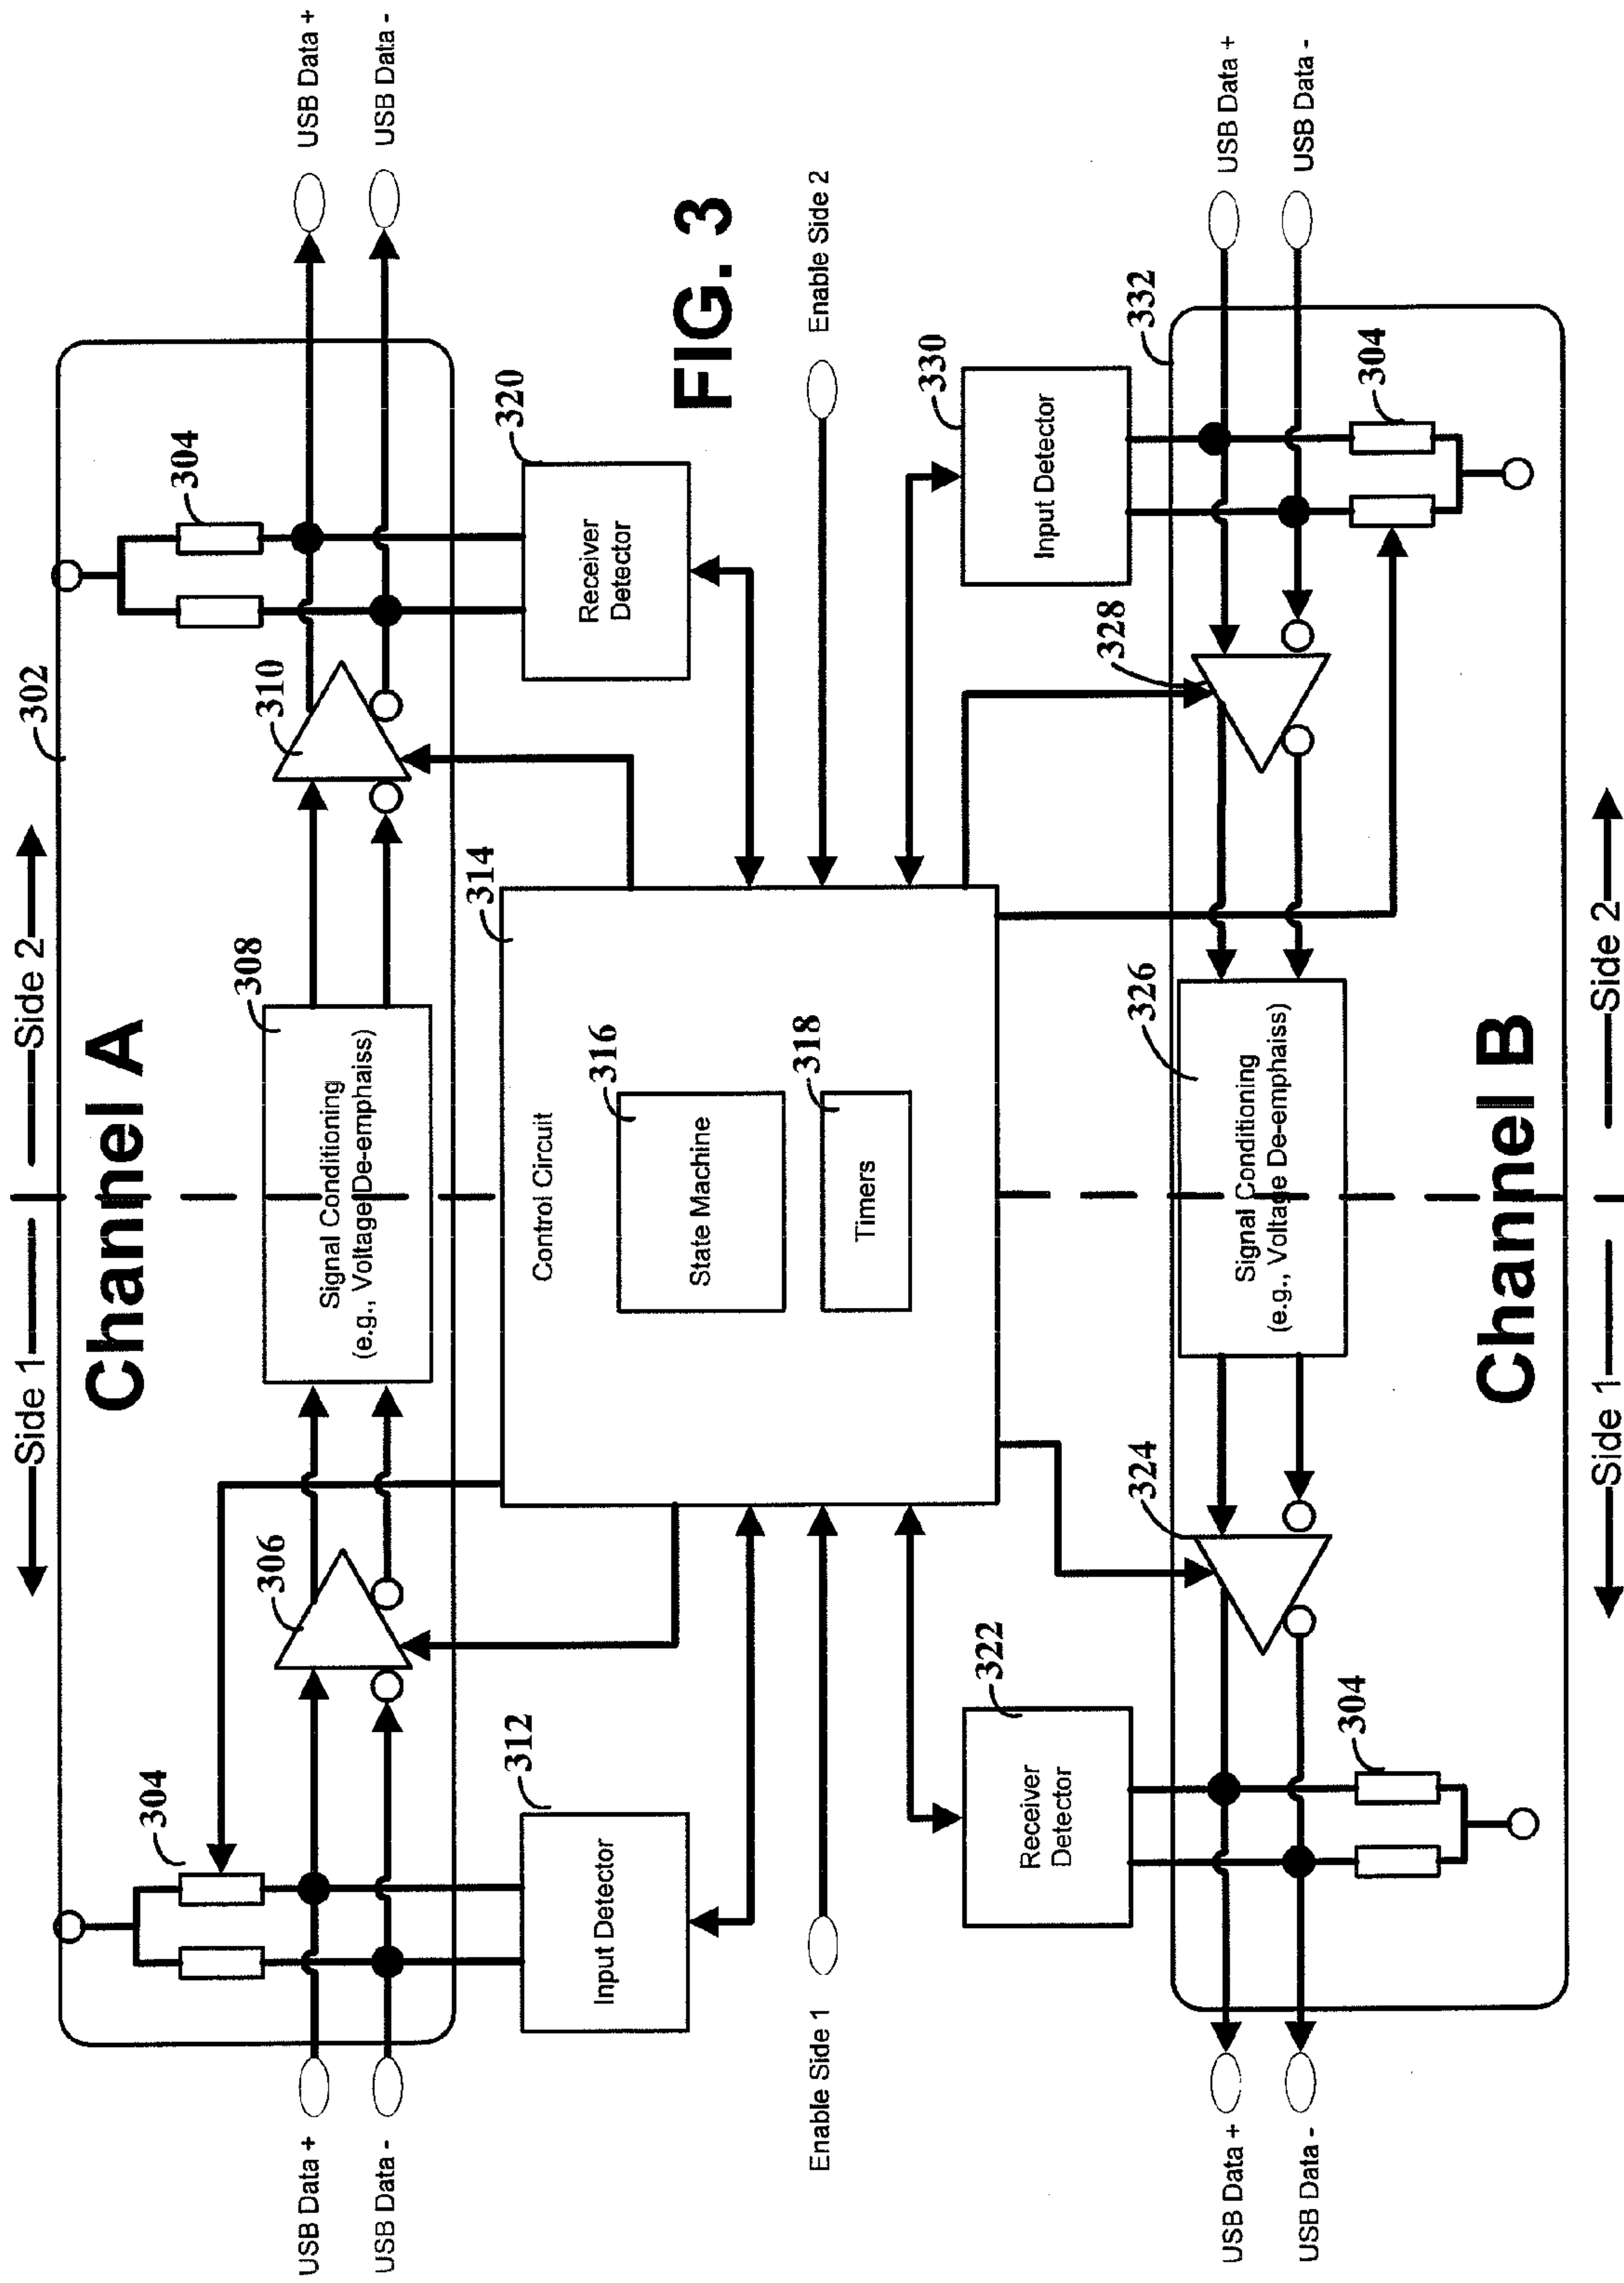 Side 1
Side 2
302
Channel A
304
304
USB Data +
USB Data -
306
308
Signal Conditioning
(e.g., Voltage De-emphaiss)
310
USB Data +
USB Data -
312
Input Detector
314
Control Circuit
316
State Machine
318
Timers
320
Receiver
Detector
FIG. 3
Enable Side 1
Enable Side 2
322
Receiver
Detector
324
326
Signal Conditioning
(e.g., Voltage De-emphaiss)
328
330
Input Detector
332
USB Data +
USB Data -
304
304
USB Data +
USB Data -
Channel B
Side 1
Side 2